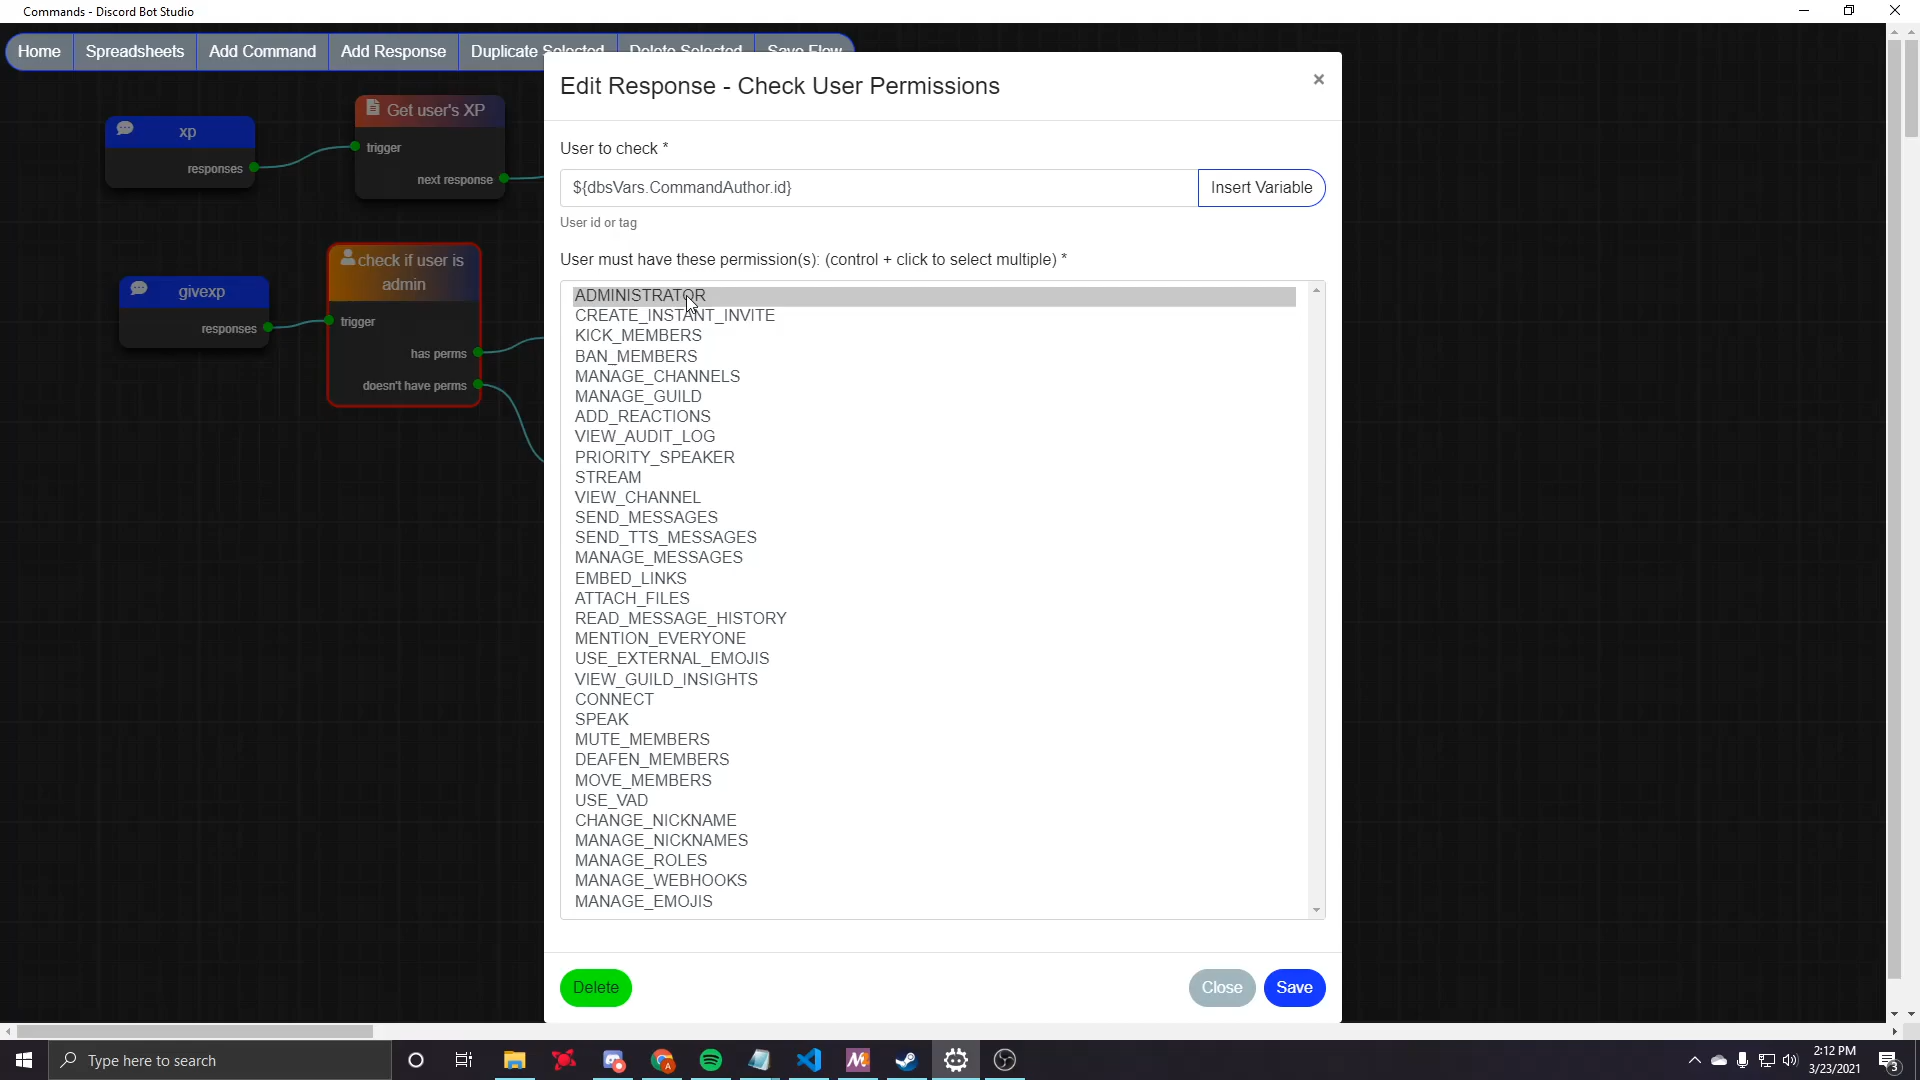 Commands - Discord Bot Studio
Home
Spreadsheets
Add Command
Add Response
Duplicate Selected
Delete Selected
Save Flow
xp
responses
Get user's XP
trigger
next response
givexp
responses
check if user is
admin
trigger
has perms
doesn't have perms
Edit Response - Check User Permissions
×
User to check *
${dbsVars.CommandAuthor.id}
Insert Variable
User id or tag
User must have these permission(s): (control + click to select multiple) *
ADMINISTRATOR
CREATE_INSTANT_INVITE
KICK_MEMBERS
BAN_MEMBERS
MANAGE_CHANNELS
MANAGE_GUILD
ADD_REACTIONS
VIEW_AUDIT_LOG
PRIORITY_SPEAKER
STREAM
VIEW_CHANNEL
SEND_MESSAGES
SEND_TTS_MESSAGES
MANAGE_MESSAGES
EMBED_LINKS
ATTACH_FILES
READ_MESSAGE_HISTORY
MENTION_EVERYONE
USE_EXTERNAL_EMOJIS
VIEW_GUILD_INSIGHTS
CONNECT
SPEAK
MUTE_MEMBERS
DEAFEN_MEMBERS
MOVE_MEMBERS
USE_VAD
CHANGE_NICKNAME
MANAGE_NICKNAMES
MANAGE_ROLES
MANAGE_WEBHOOKS
MANAGE_EMOJIS
Delete
Close
Save
Type here to search
2:12 PM
3/23/2021
3